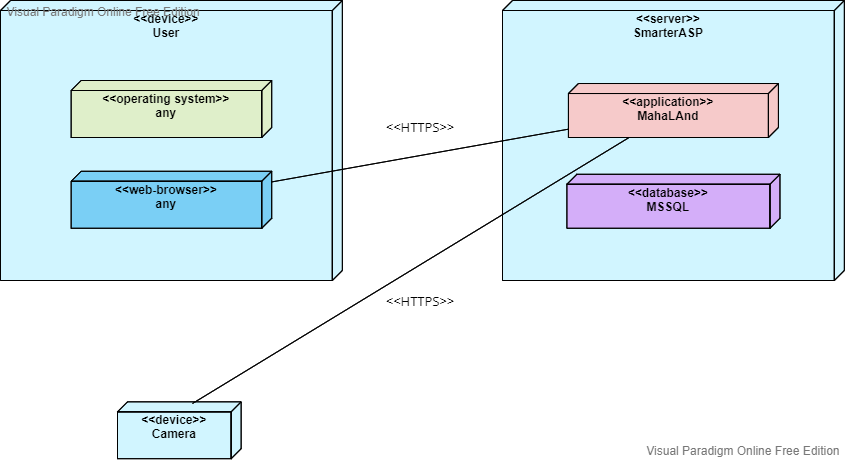 Visual Paradigm Online Free Edition
<<device>>
User
<<server>>
SmarterASP
<<operating system>>
any
<<application>>
MahaLAnd
<<HTTPS>>
<<web-browser>>
any
<<database>>
MSSQL
<<HTTPS>>
<<device>>
Camera
Visual Paradigm Online Free Edition